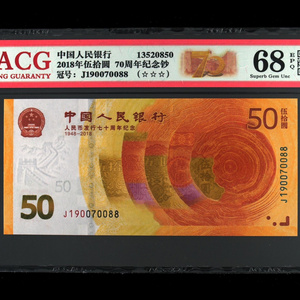 ACG
NG GUARANTY
中国人民银行 13520850
2018年伍拾圆 70周年纪念钞
冠号: J190070088 (☆☆☆)
70
68
EPQ
Superb Gem Unc
中国人民银行
人民币发行七十周年纪念
1948-2018
50
伍拾圆
50
50
J190070088
J190070088